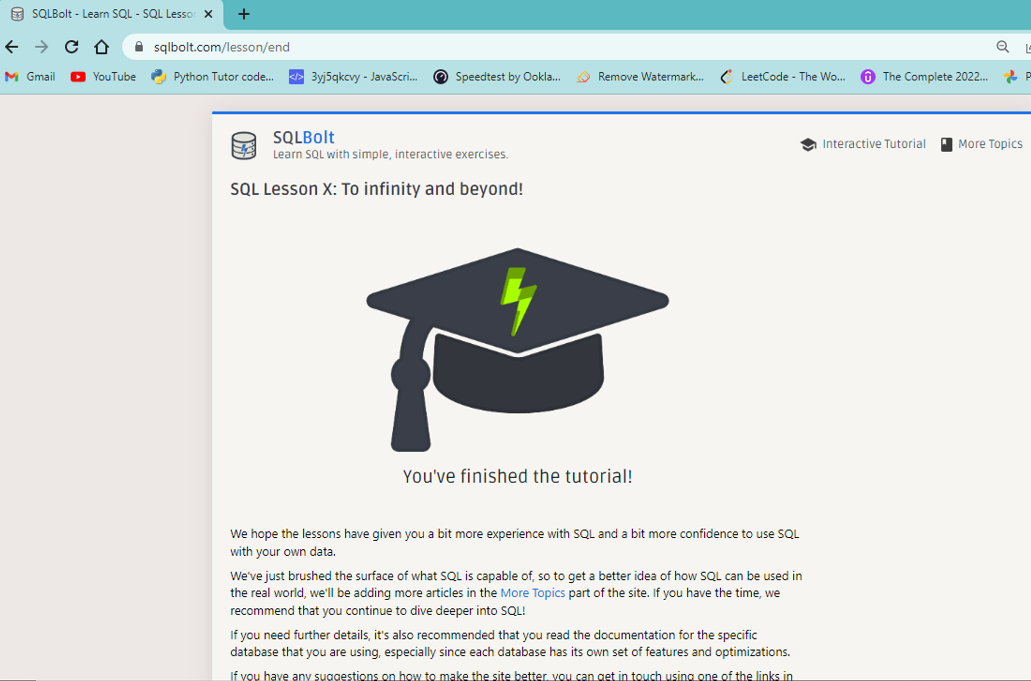 SQLBolt - Learn SQL - SQL Lesson
sqlbolt.com/lesson/end
Gmail YouTube Python Tutor code... 3yj5qkcvy - JavaScri... Speedtest by Ookla... Remove Watermark... LeetCode - The Wo... The Complete 2022... P
SQLBolt
Learn SQL with simple, interactive exercises.
Interactive Tutorial More Topics
SQL Lesson X: To infinity and beyond!
You've finished the tutorial!
We hope the lessons have given you a bit more experience with SQL and a bit more confidence to use SQL
with your own data.
We've just brushed the surface of what SQL is capable of, so to get a better idea of how SQL can be used in
the real world, we'll be adding more articles in the More Topics part of the site. If you have the time, we
recommend that you continue to dive deeper into SQL!
If you need further details, it's also recommended that you read the documentation for the specific
database that you are using, especially since each database has its own set of features and optimizations.
If you have any suggestions on how to make the site better, you can get in touch using one of the links in